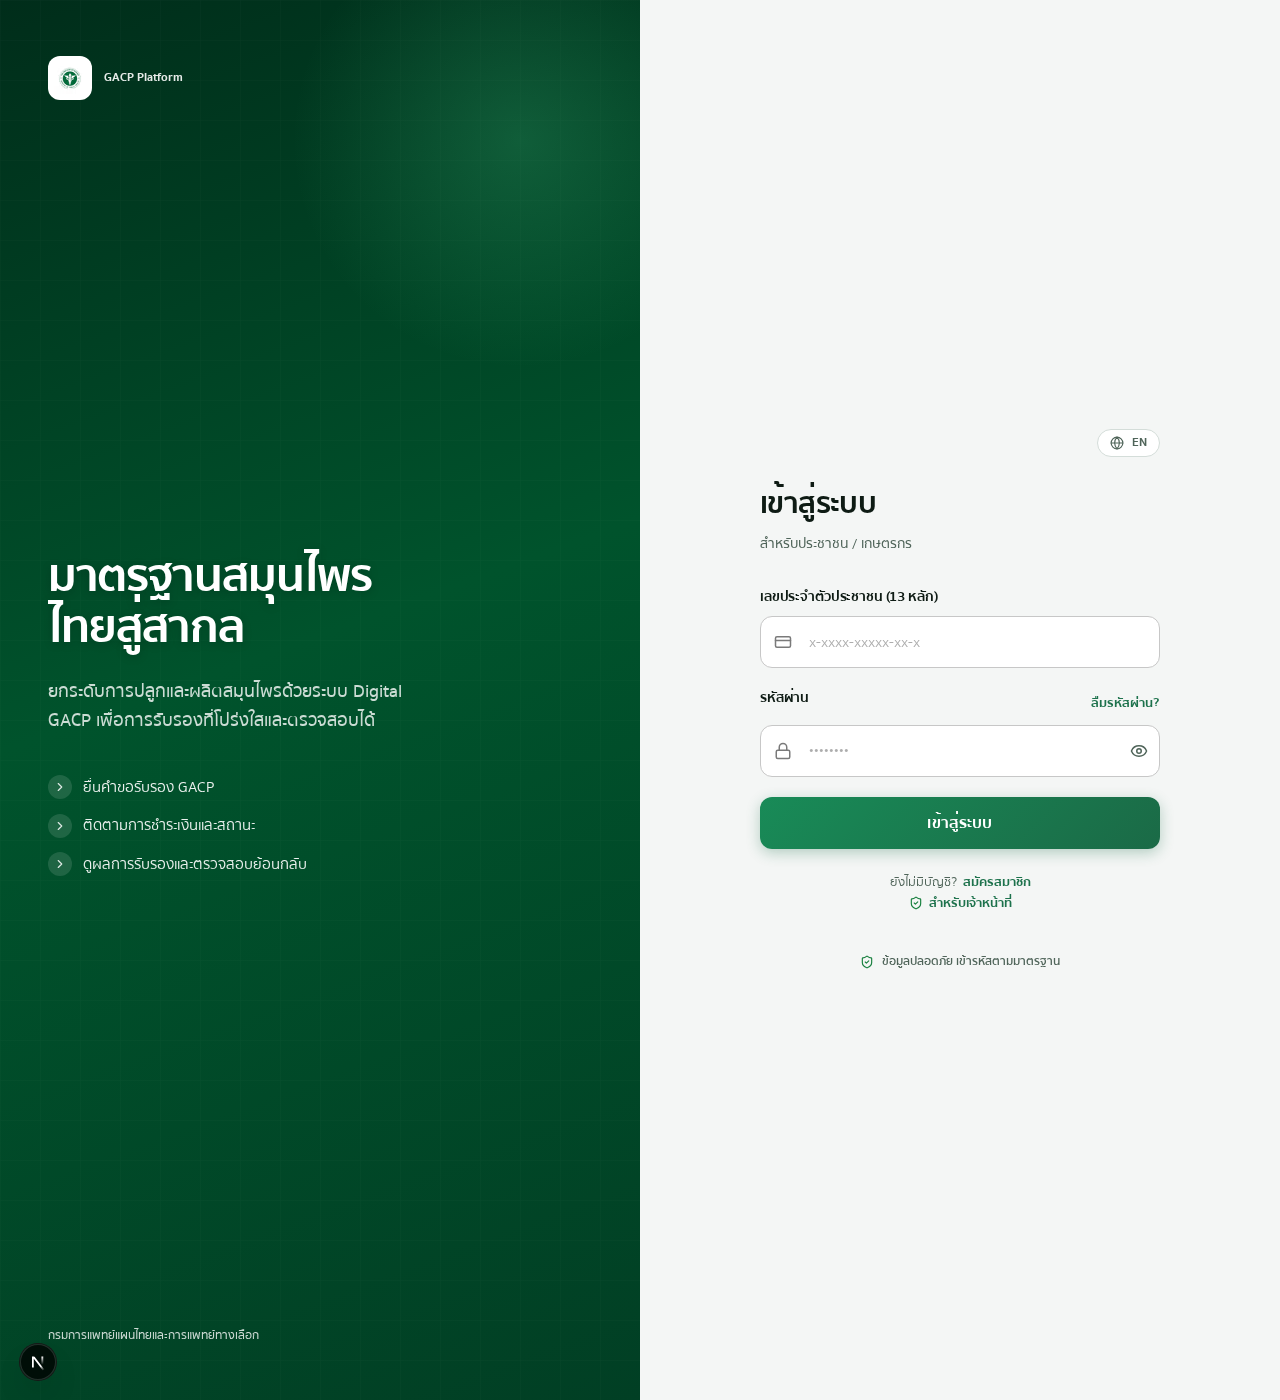 GACP Platform
มาตรฐานสมุนไพร
ไทยสู่สากล
ยกระดับการปลูกและผลิตสมุนไพรด้วยระบบ Digital
GACP เพื่อการรับรองที่โปร่งใสและตรวจสอบได้
ยื่นคำขอรับรอง GACP
ติดตามการชำระเงินและสถานะ
ดูผลการรับรองและตรวจสอบย้อนกลับ
กรมการแพทย์แผนไทยและการแพทย์ทางเลือก
N
EN
เข้าสู่ระบบ
สำหรับประชาชน / เกษตรกร
เลขประจำตัวประชาชน (13 หลัก)
x-xxxx-xxxxx-xx-x
รหัสผ่าน
ลืมรหัสผ่าน?
••••••••
เข้าสู่ระบบ
ยังไม่มีบัญชี? สมัครสมาชิก
สำหรับเจ้าหน้าที่
ข้อมูลปลอดภัย เข้ารหัสตามมาตรฐาน